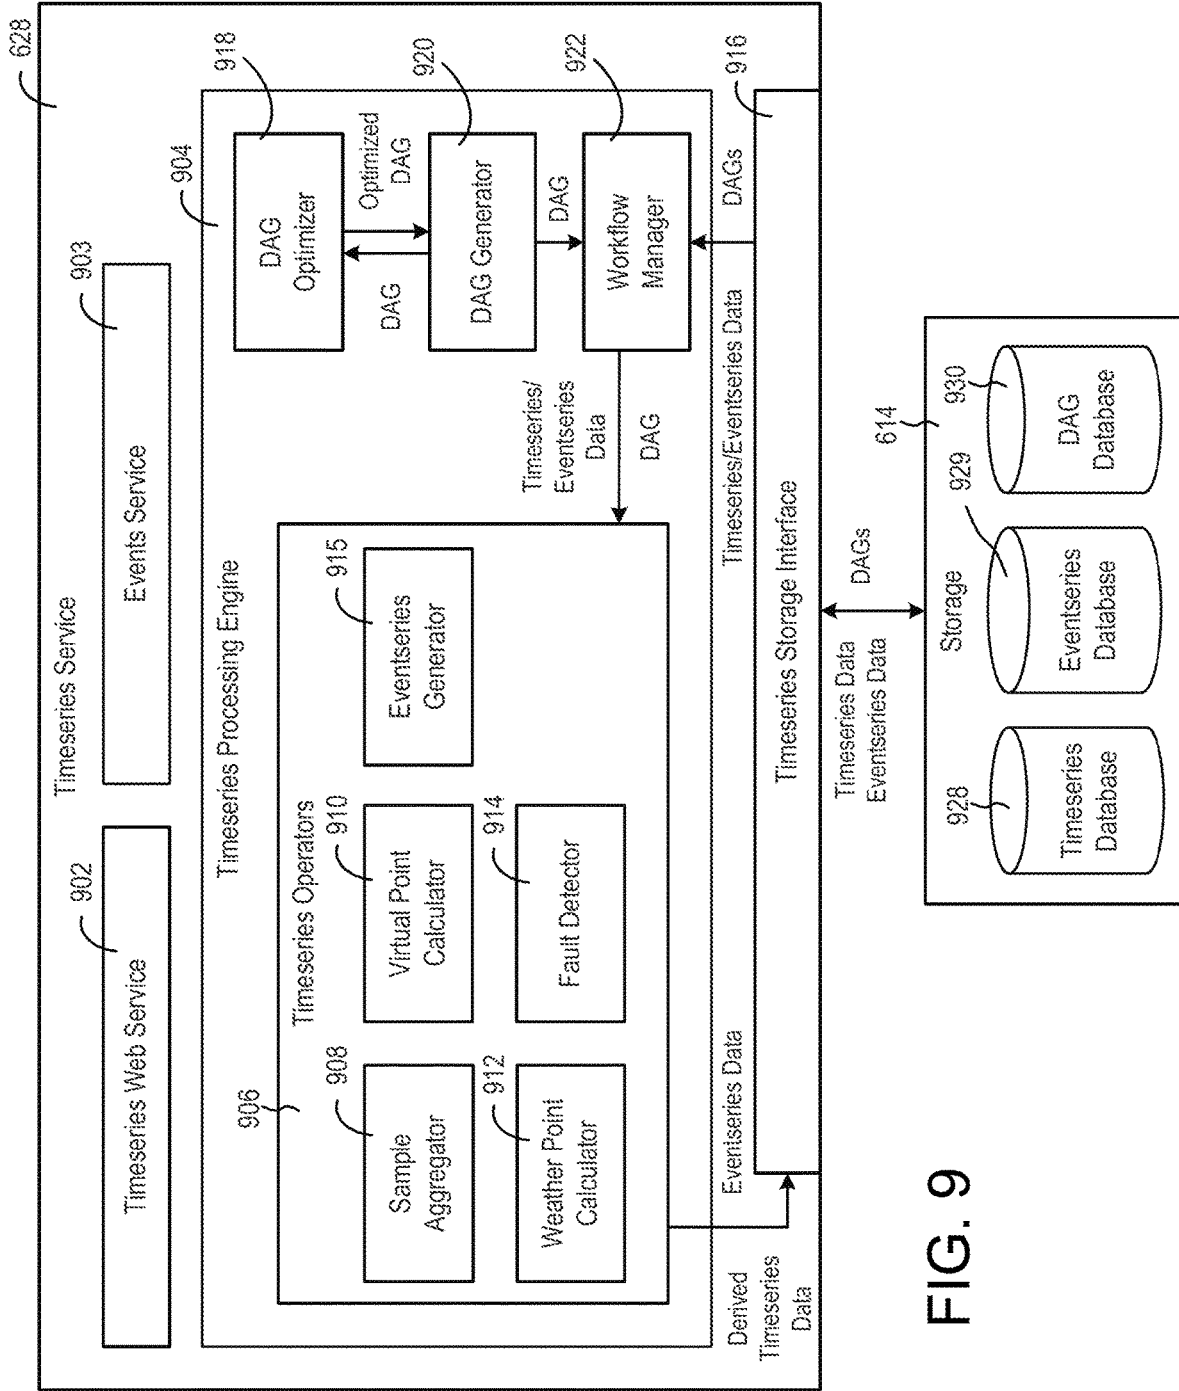 628
Timeseries Service
902
Timeseries Web Service
903
Events Service
904
Timeseries Processing Engine
906
Timeseries Operators
908
Sample
Aggregator
910
Virtual Point
Calculator
915
Eventseries
Generator
912
Weather Point
Calculator
914
Fault Detector
918
DAG
Optimizer
DAG
Optimized
DAG
920
DAG Generator
DAG
922
Workflow
Manager
Timeseries/
Eventseries
Data
DAG
Derived
Timeseries
Data
Eventseries Data
Timeseries/Eventseries Data
DAGs
916
Timeseries Storage Interface
Timeseries Data
Eventseries Data
DAGs
614
Storage
928
Timeseries
Database
929
Eventseries
Database
930
DAG
Database
FIG. 9